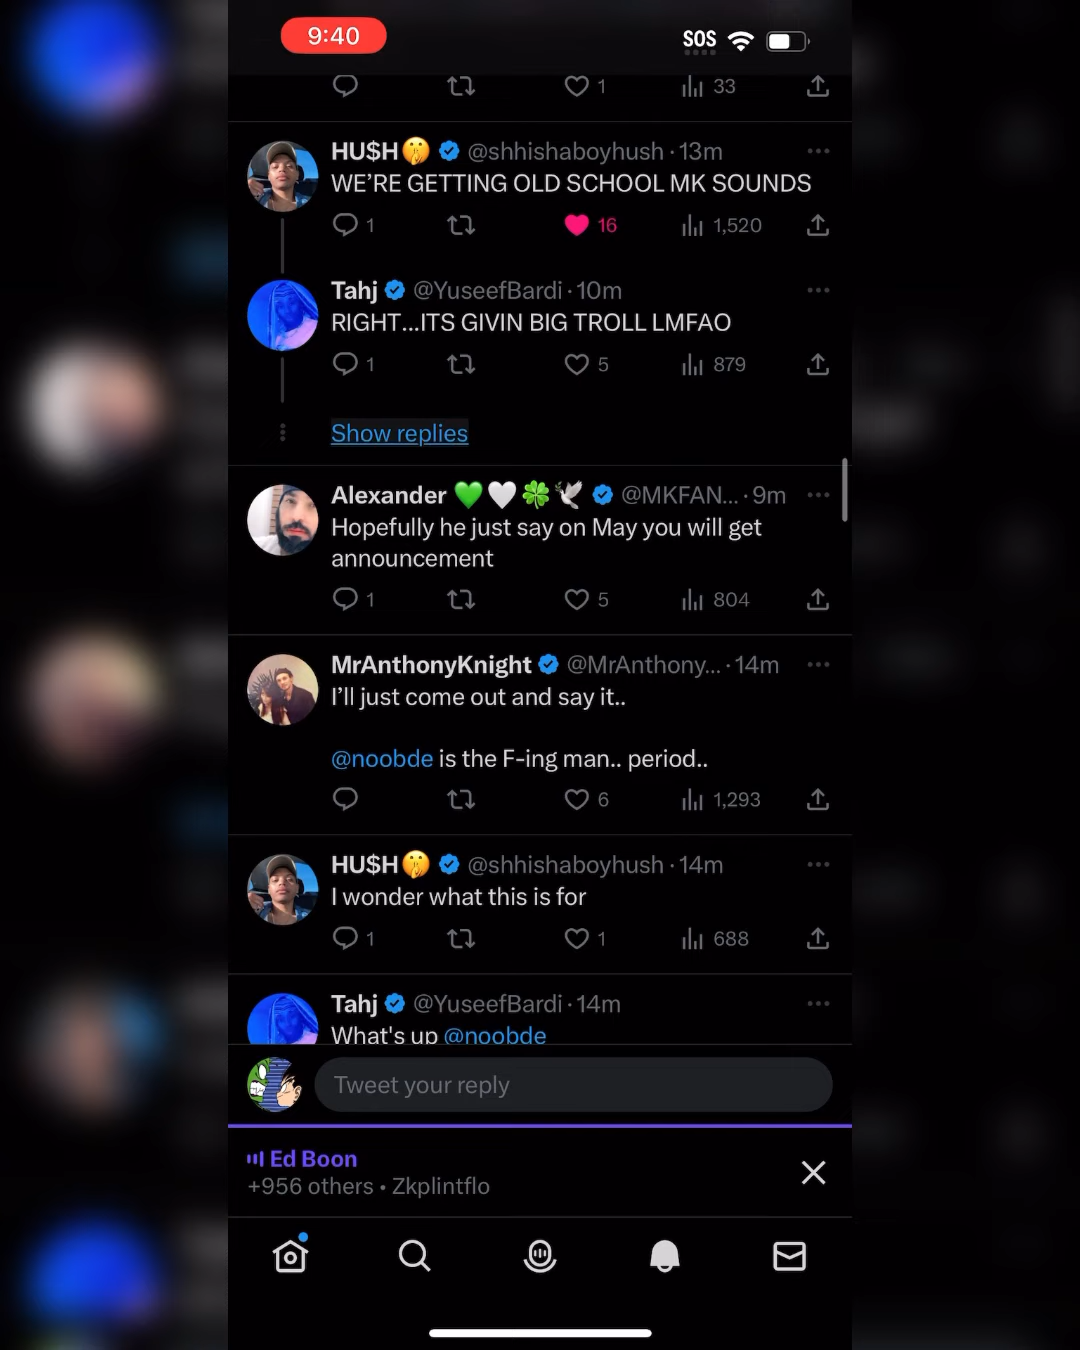 9:40
SOS
1
33
HU$H🤫 @shhishaboyhush · 13m
WE'RE GETTING OLD SCHOOL MK SOUNDS
1
16
1,520
Tahj @YuseefBardi · 10m
RIGHT...ITS GIVIN BIG TROLL LMFAO
1
5
879
Show replies
Alexander 💚🤍🍀🕊️ @MKFAN... · 9m
Hopefully he just say on May you will get
announcement
1
5
804
MrAnthonyKnight @MrAnthony... · 14m
I'll just come out and say it..
@noobde is the F-ing man.. period..
6
1,293
HU$H🤫 @shhishaboyhush · 14m
I wonder what this is for
1
1
688
Tahj @YuseefBardi · 14m
What's up @noobde
Tweet your reply
Ed Boon
+956 others • Zkplintflo